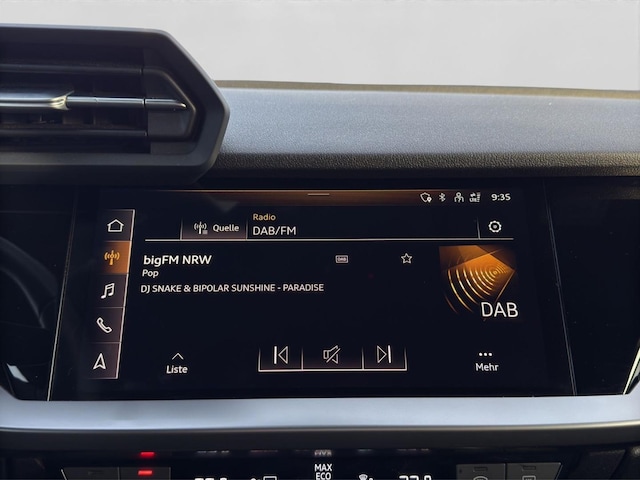 9:35
Quelle
Radio
DAB/FM
bigFM NRW
DAB
Pop
DJ SNAKE & BIPOLAR SUNSHINE - PARADISE
DAB
Liste
Mehr
MAX
ECO